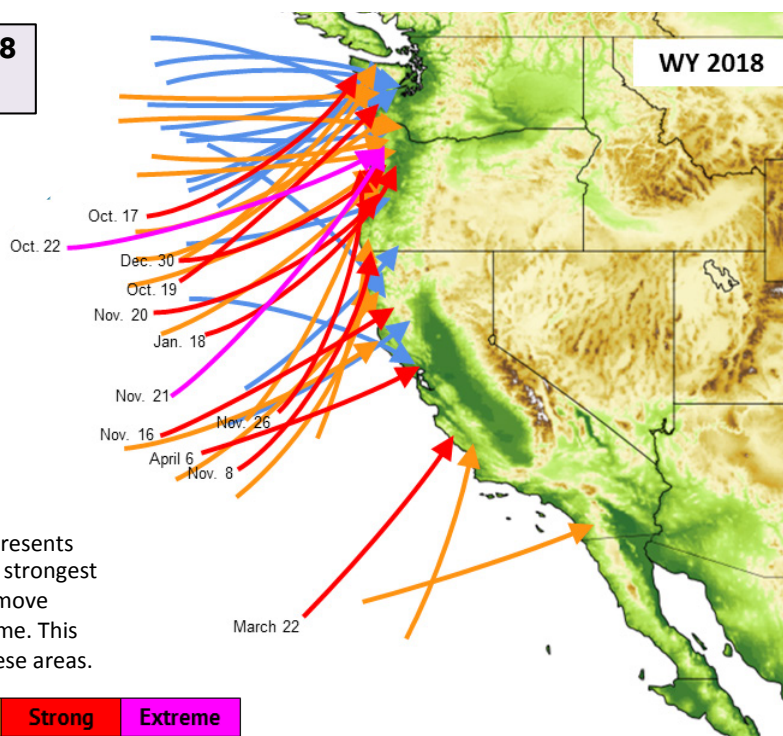 8
WY 2018
Oct. 17
Oct. 22
Dec. 30
Oct. 19
Nov. 20
Jan. 18
Nov. 21
Nov. 16
Nov. 26
April 6
Nov. 8
March 22
resents
strongest
move
me. This
ese areas.
Strong Extreme